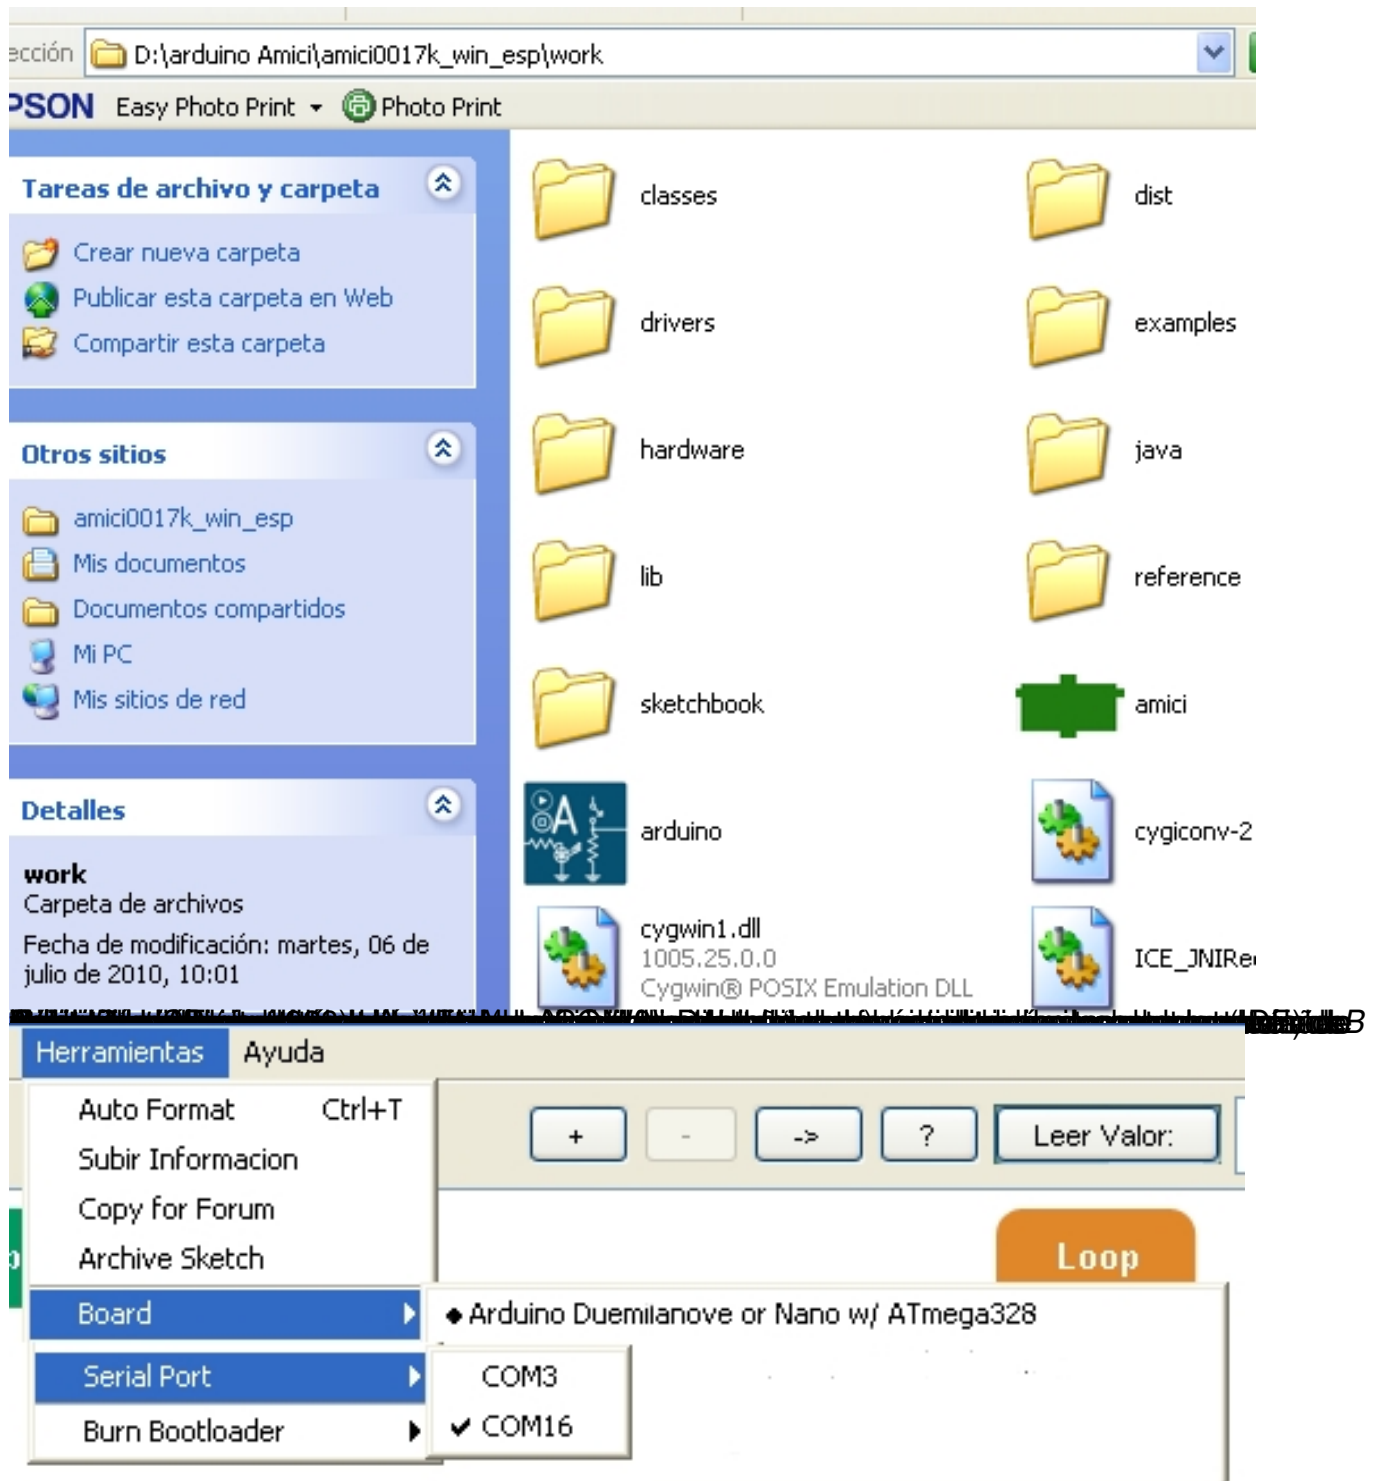 ección D:\arduino Amici\amici0017k_win_esp\work
PSON Easy Photo Print Photo Print
Tareas de archivo y carpeta
Crear nueva carpeta
Publicar esta carpeta en Web
Compartir esta carpeta
Otros sitios
amici0017k_win_esp
Mis documentos
Documentos compartidos
Mi PC
Mis sitios de red
Detalles
work
Carpeta de archivos
Fecha de modificación: martes, 06 de
julio de 2010, 10:01
classes
dist
drivers
examples
hardware
java
lib
reference
sketchbook
amici
arduino
cygiconv-2
cygwin1.dll
1005.25.0.0
Cygwin® POSIX Emulation DLL
ICE_JNIRe
Herramientas Ayuda
Auto Format Ctrl+T
Subir Informacion
Copy for Forum
Archive Sketch
Board
Serial Port
Burn Bootloader
+ - -> ? Leer Valor:
Loop
Arduino Duemilanove or Nano w/ ATmega328
COM3
COM16